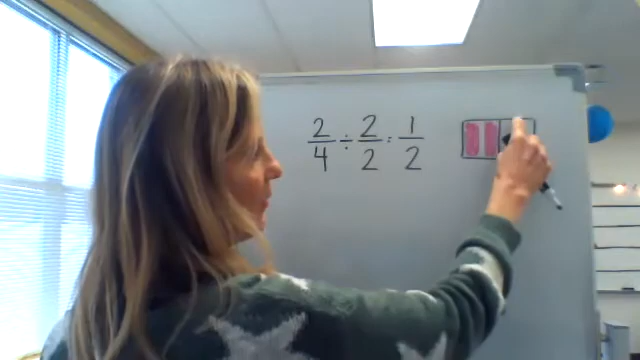 2/4 ÷ 2/2 = 1/2